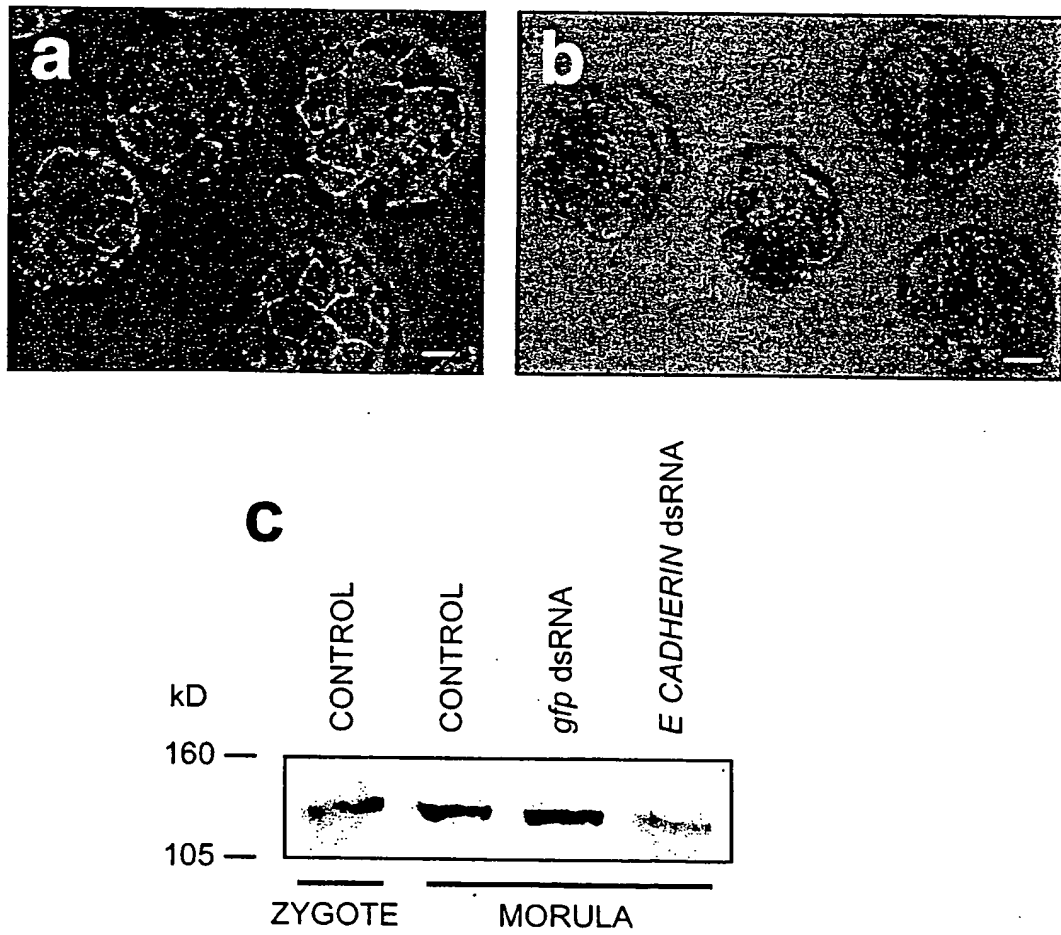 a
b
c
CONTROL
CONTROL
gfp dsRNA
E CADHERIN dsRNA
kD
160
105
ZYGOTE
MORULA